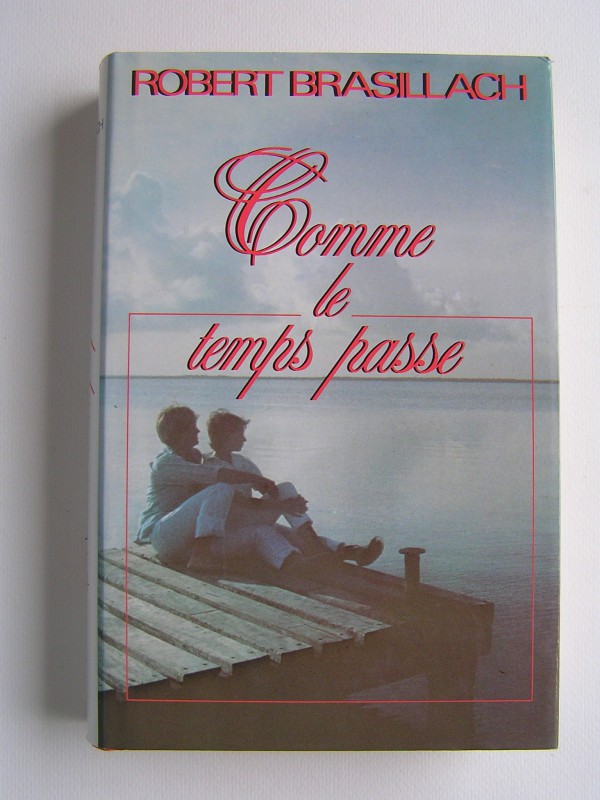 ROBERT BRASILLACH
Comme
le
temps passe